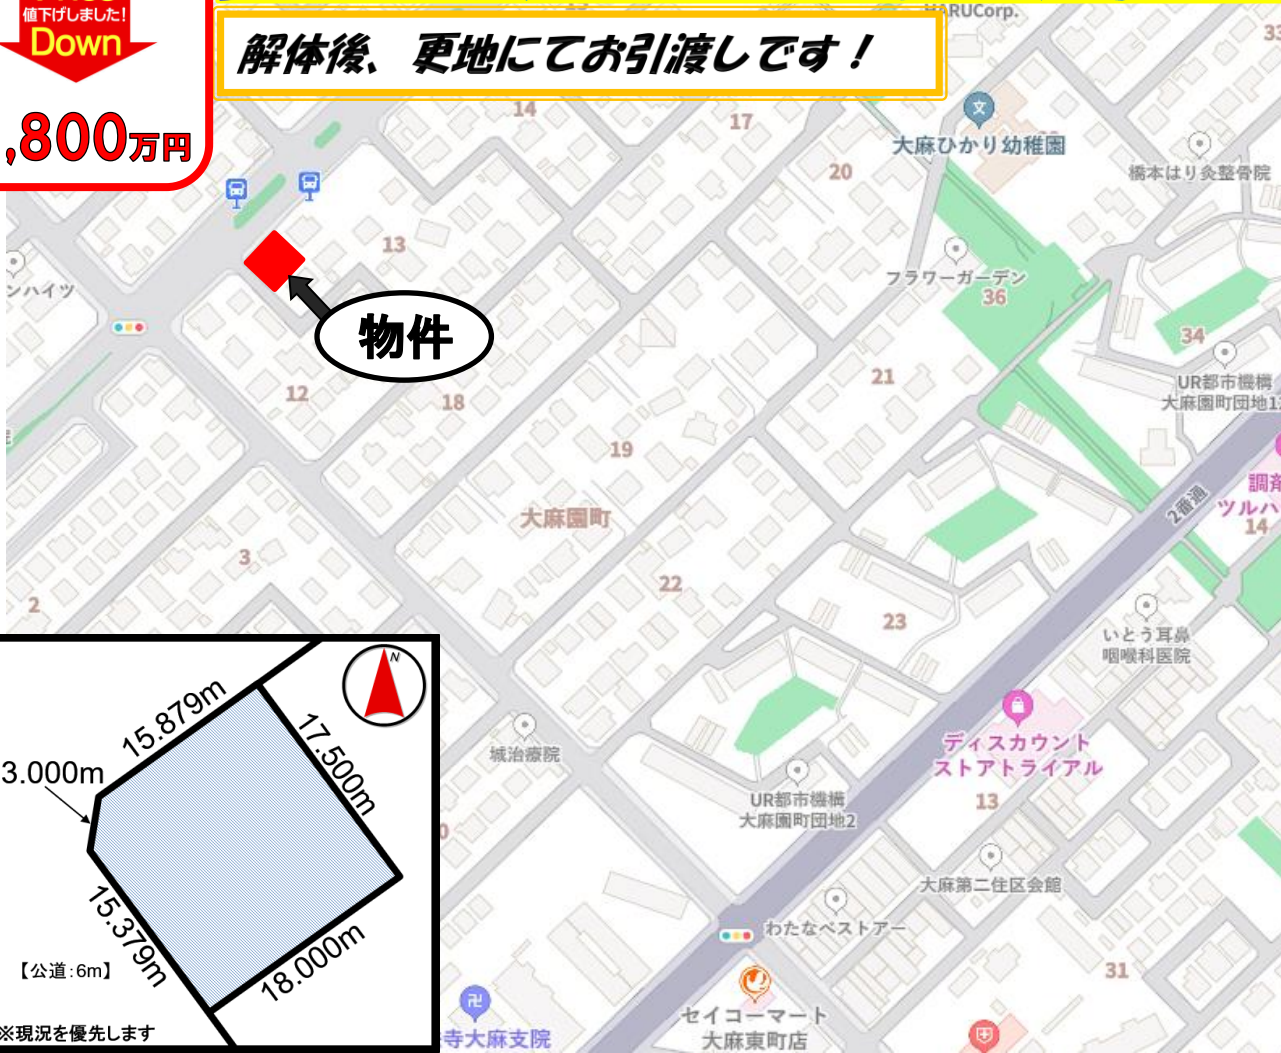 値下げしました!
Down
,800万円
解体後、更地にてお引渡しです！
HARUCorp.
33
14
17
大麻ひかり幼稚園
橋本はり灸整骨院
20
13
フラワーガーデン
36
ンハイツ
34
物件
UR都市機構
大麻園町団地1
12
18
21
19
調剤
ツルハ
14
2番通
大麻園町
3
22
2
23
いとう耳鼻
咽喉科医院
N
15.879m
17.500m
3.000m
15.379m
18.000m
【公道:6m】
※現況を優先します
城治療院
ディスカウント
ストアトライアル
13
UR都市機構
大麻園町団地2
大麻第二住区会館
わたなべストアー
31
セイコーマート
大麻東町店
寺大麻支院